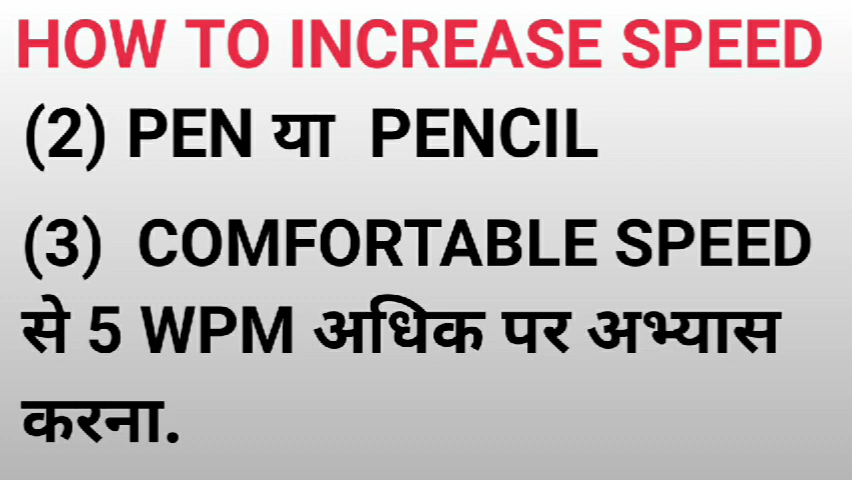 HOW TO INCREASE SPEED
(2) PEN या PENCIL
(3) COMFORTABLE SPEED
से 5 WPM अधिक पर अभ्यास
करना.